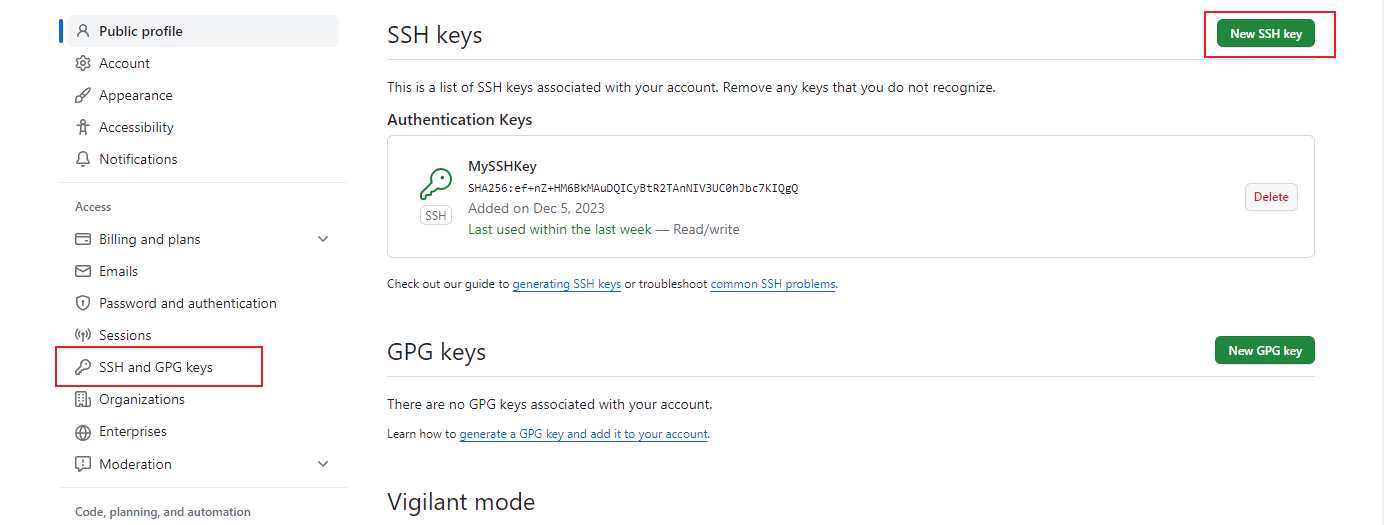 Public profile
Account
Appearance
Accessibility
Notifications
Access
Billing and plans
Emails
Password and authentication
Sessions
SSH and GPG keys
Organizations
Enterprises
Moderation
Code, planning, and automation
SSH keys
New SSH key
This is a list of SSH keys associated with your account. Remove any keys that you do not recognize.
Authentication Keys
MySSHKey
SHA256:ef+nZ+HM6BkMAuDQICyBtR2TAnNIV3UC0hJbc7KIQgQ
SSH
Added on Dec 5, 2023
Last used within the last week — Read/write
Delete
Check out our guide to generating SSH keys or troubleshoot common SSH problems.
GPG keys
New GPG key
There are no GPG keys associated with your account.
Learn how to generate a GPG key and add it to your account.
Vigilant mode